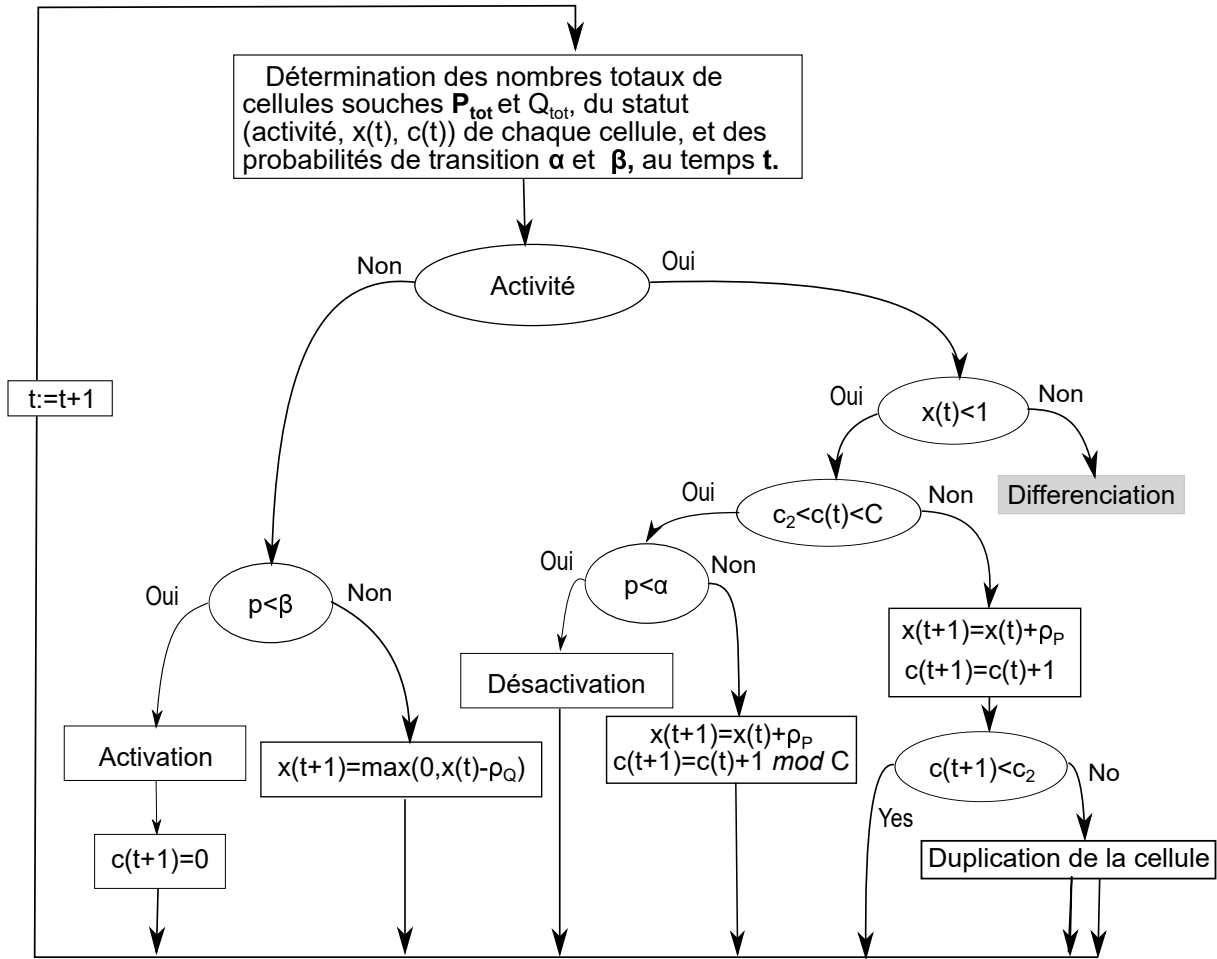 Détermination des nombres totaux de
cellules souches Ptot et Qtot, du statut
(activité, x(t), c(t)) de chaque cellule, et des
probabilités de transition α et β, au temps t.
Non
Activité
Oui
t:=t+1
Oui
x(t)<1
Non
Oui
c2<c(t)<C
Non
Differenciation
Oui
p<β
Non
Oui
p<α
Non
x(t+1)=x(t)+ρP
c(t+1)=c(t)+1
Désactivation
Activation
x(t+1)=max(0,x(t)-ρQ)
x(t+1)=x(t)+ρP
c(t+1)=c(t)+1 mod C
c(t+1)<c2
No
Yes
c(t+1)=0
Duplication de la cellule